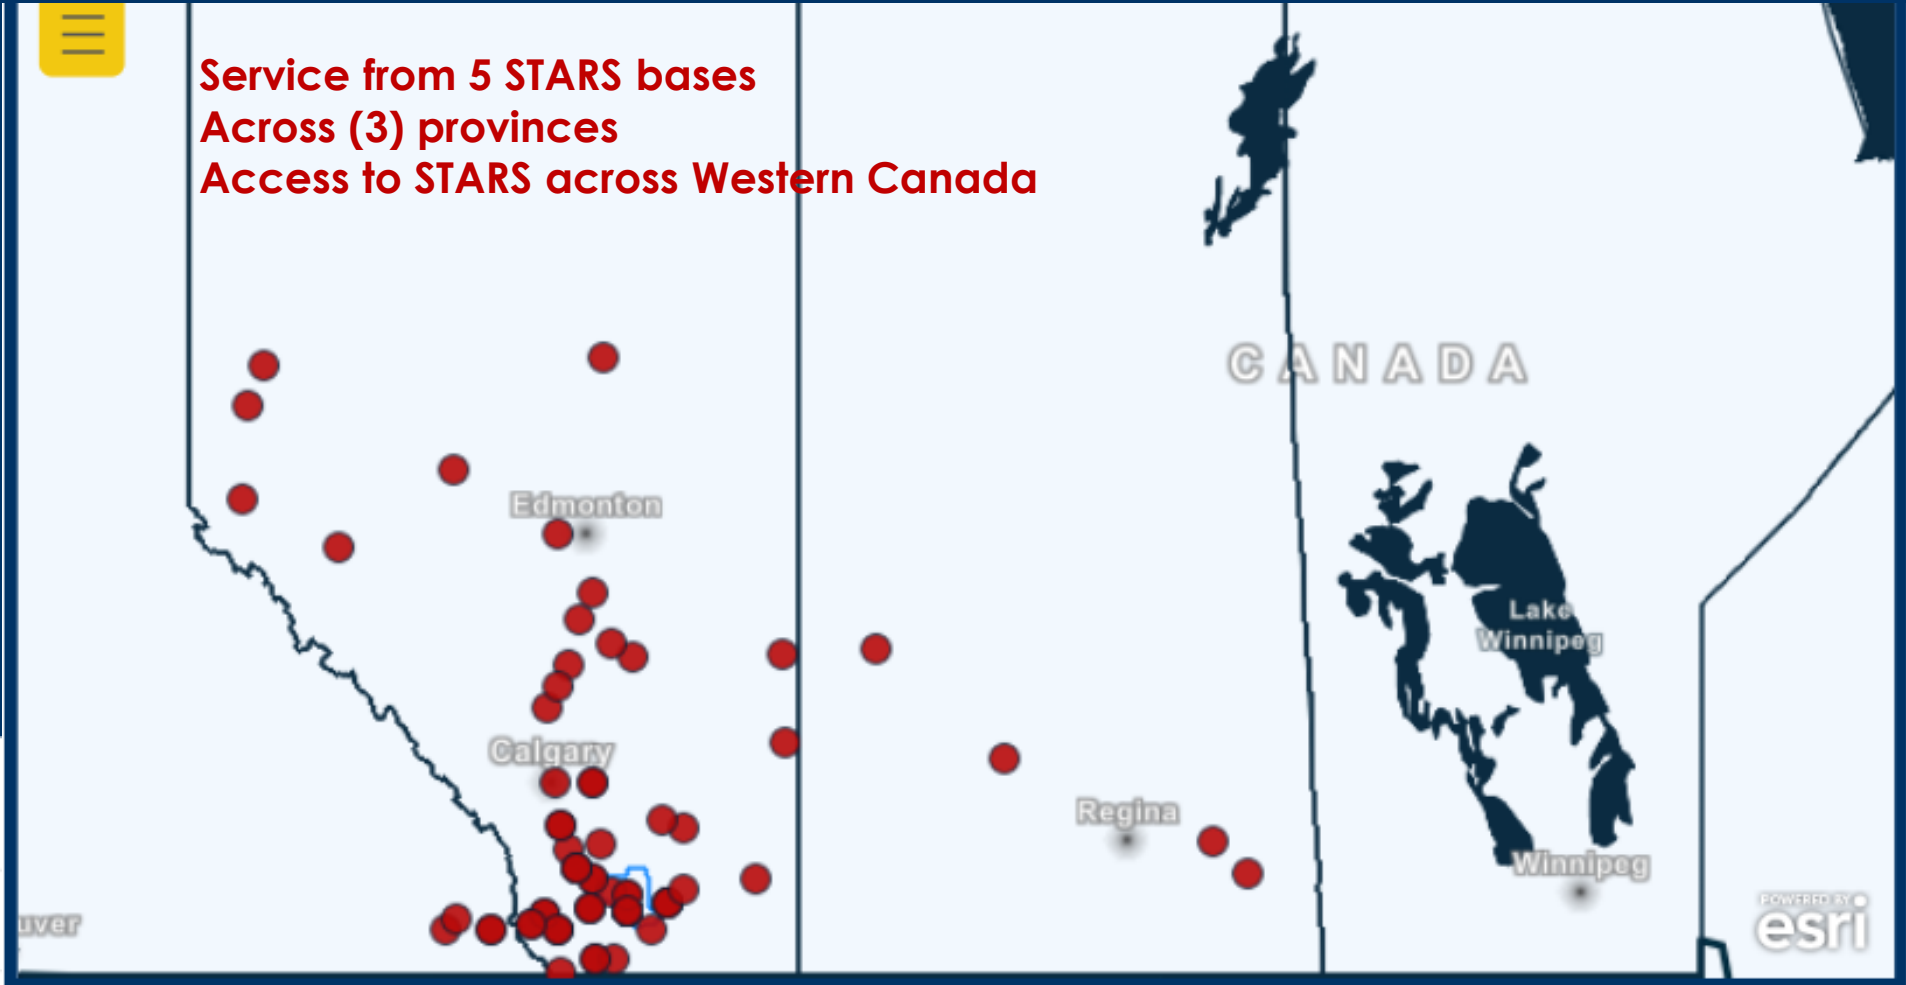 Service from 5 STARS bases
Across (3) provinces
Access to STARS across Western Canada
CANADA
Edmonton
Lake
Winnipeg
Calgary
Regina
Winnipeg
uver
POWERED BY
esri